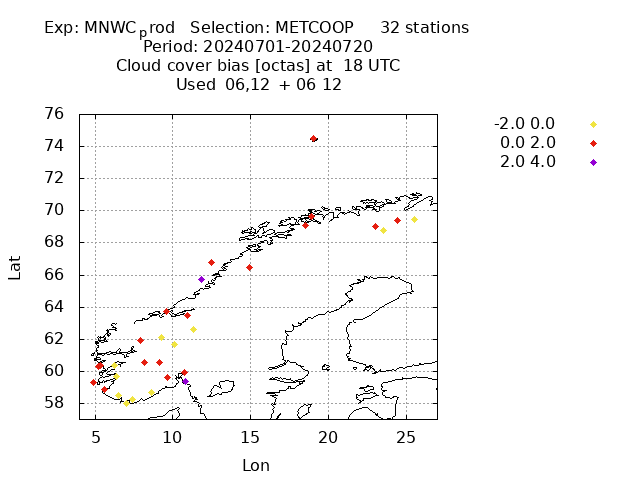 Exp: MNWCprod Selection: METCOOP 32 stations
Period: 20240701-20240720
Cloud cover bias [octas] at 18 UTC
Used 06,12 + 06 12
-2.0 0.0
0.0 2.0
2.0 4.0
76
74
72
70
68
66
64
62
60
58
Lat
5 10 15 20 25
Lon